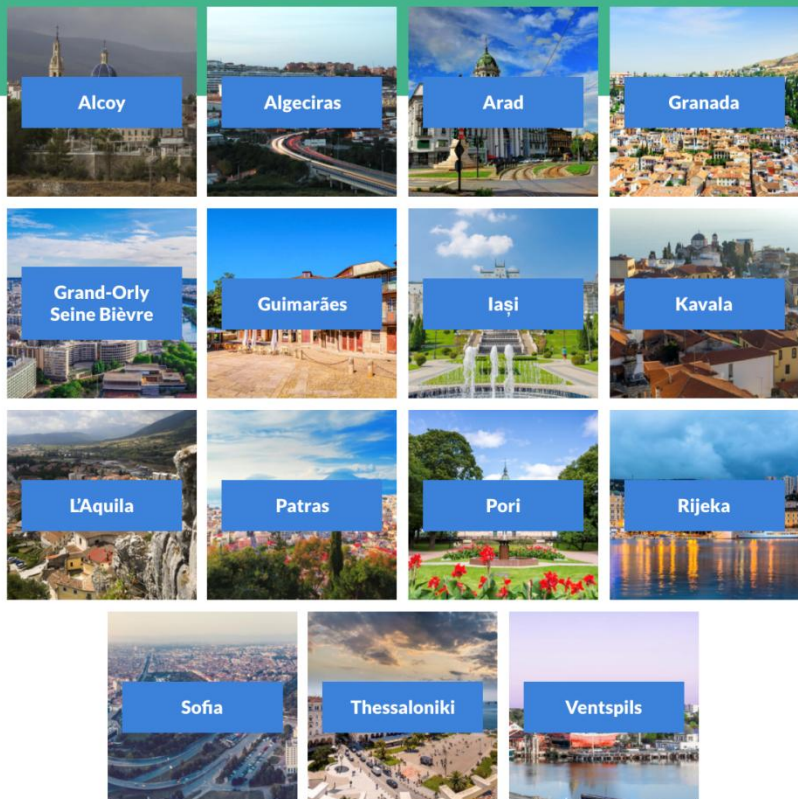 Alcoy
Algeciras
Arad
Granada
Grand-Orly
Seine Bièvre
Guimarães
Iași
Kavala
L'Aquila
Patras
Pori
Rijeka
Sofia
Thessaloniki
Ventspils